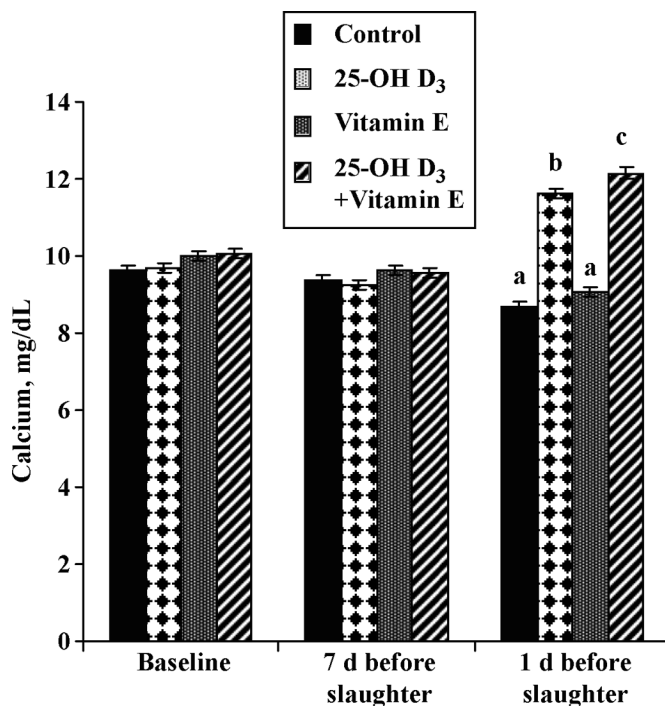 Control
25-OH D3
Vitamin E
25-OH D3
+Vitamin E
14
12
10
8
6
4
2
0
Calcium, mg/dL
a
b
a
c
Baseline
7 d before
slaughter
1 d before
slaughter